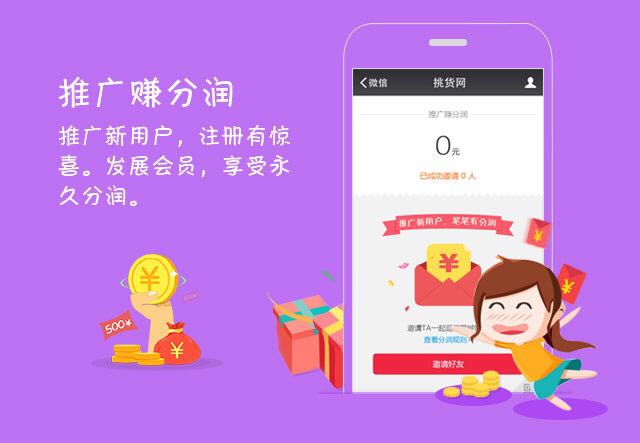 推广赚分润
推广新用户，注册有惊
喜。发展会员，享受永
久分润。
微信
挑货网
推广赚分润
0元
已成功邀请 0 人
推广新用户、笔笔有分润
¥
¥
500¥
¥
邀请TA一起
查看分润规则
邀请好友